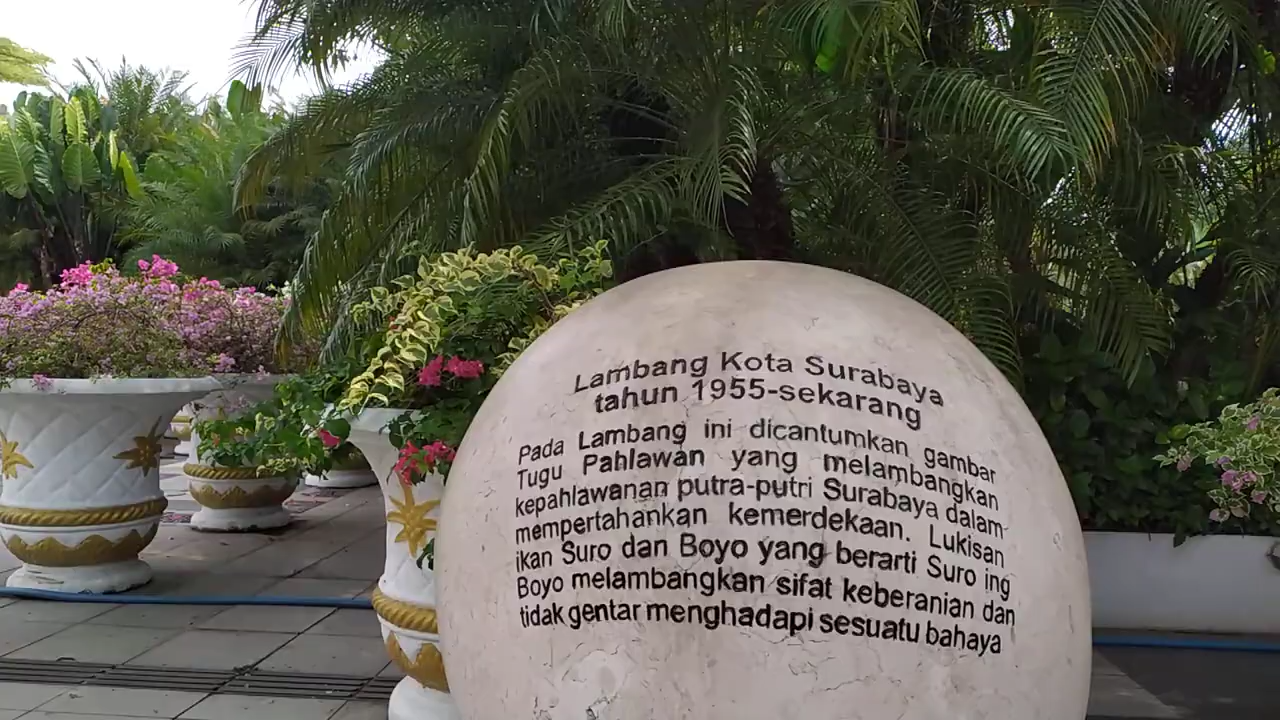 Lambang Kota Surabaya
tahun 1955-sekarang
Pada Lambang ini dicantumkan gambar
Tugu Pahlawan yang melambangkan
kepahlawanan putra-putri Surabaya dalam
mempertahankan kemerdekaan. Lukisan
ikan Suro dan Boyo yang berarti Suro ing
Boyo melambangkan sifat keberanian dan
tidak gentar menghadapi sesuatu bahaya